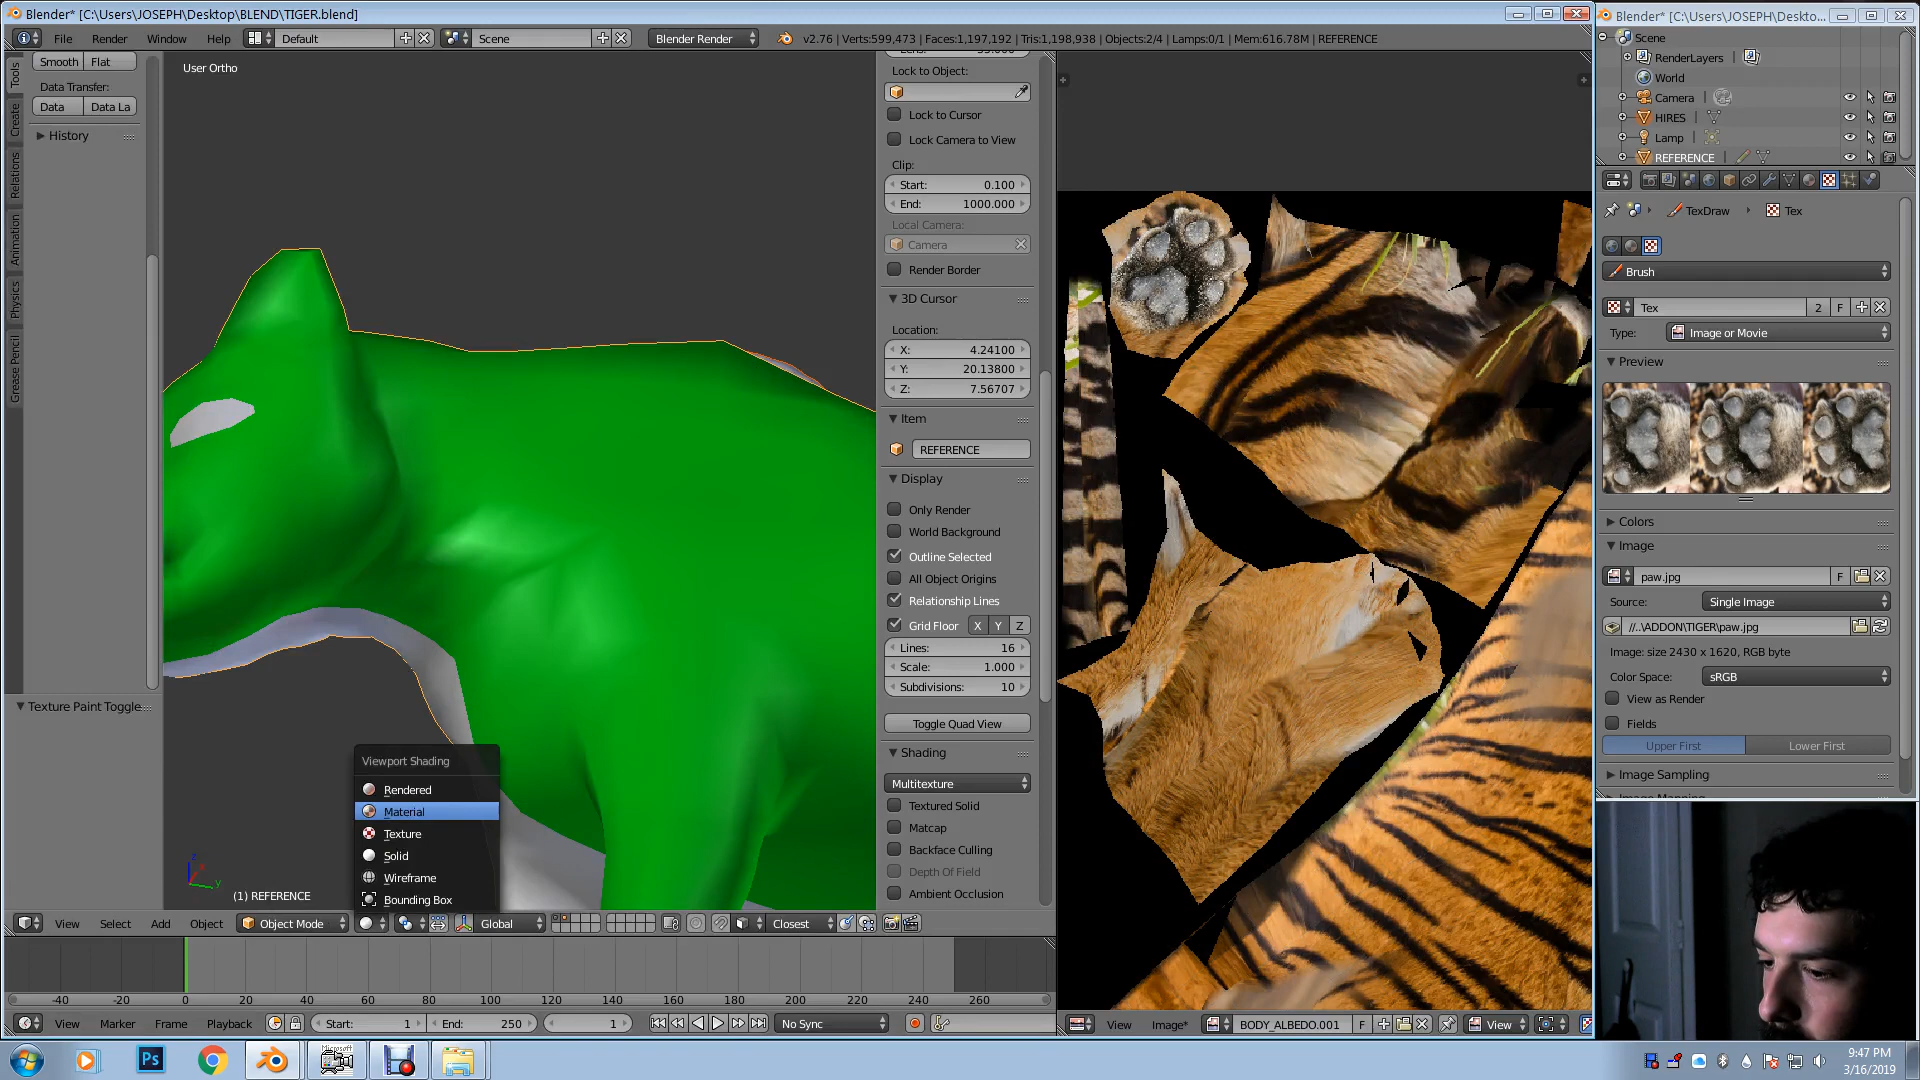 Blender* [C:\Users\JOSEPH\Desktop\BLEND\TIGER.blend]
File Render Window Help Default Scene Blender Render v2.76 | Verts:599,473 | Faces:1,197,192 | Tris:1,198,938 | Objects:2/4 | Lamps:0/1 | Mem:616.78M | REFERENCE
Smooth Flat
Data Transfer:
Data Data La
History
Texture Paint Toggle
Tools
Create
Relations
Animation
Physics
Grease Pencil
User Ortho
(1) REFERENCE
Viewport Shading
Rendered
Material
Texture
Solid
Wireframe
Bounding Box
Lock to Object:
Lock to Cursor
Lock Camera to View
Clip:
Start: 0.100
End: 1000.000
Local Camera:
Camera
Render Border
3D Cursor
Location:
X: 4.24100
Y: 20.13800
Z: 7.56707
Item
REFERENCE
Display
Only Render
World Background
Outline Selected
All Object Origins
Relationship Lines
Grid Floor X Y Z
Lines: 16
Scale: 1.000
Subdivisions: 10
Toggle Quad View
Shading
Multitexture
Textured Solid
Matcap
Backface Culling
Depth Of Field
Ambient Occlusion
View Select Add Object Object Mode Global Closest
-40 -20 0 20 40 60 80 100 120 140 160 180 200 220 240 260
View Marker Frame Playback Start: 1 End: 250 1 No Sync
View Image* BODY_ALBEDO.001 F View
Blender* [C:\Users\JOSEPH\Deskto...
Scene
RenderLayers
World
Camera
HIRES
Lamp
REFERENCE
TexDraw Tex
Brush
Tex 2 F
Type: Image or Movie
Preview
Colors
Image
paw.jpg F
Source: Single Image
//..\ADDON\TIGER\paw.jpg
Image: size 2430 x 1620, RGB byte
Color Space: sRGB
View as Render
Fields
Upper First Lower First
Image Sampling
Ps
Microsoft
9:47 PM
3/16/2019